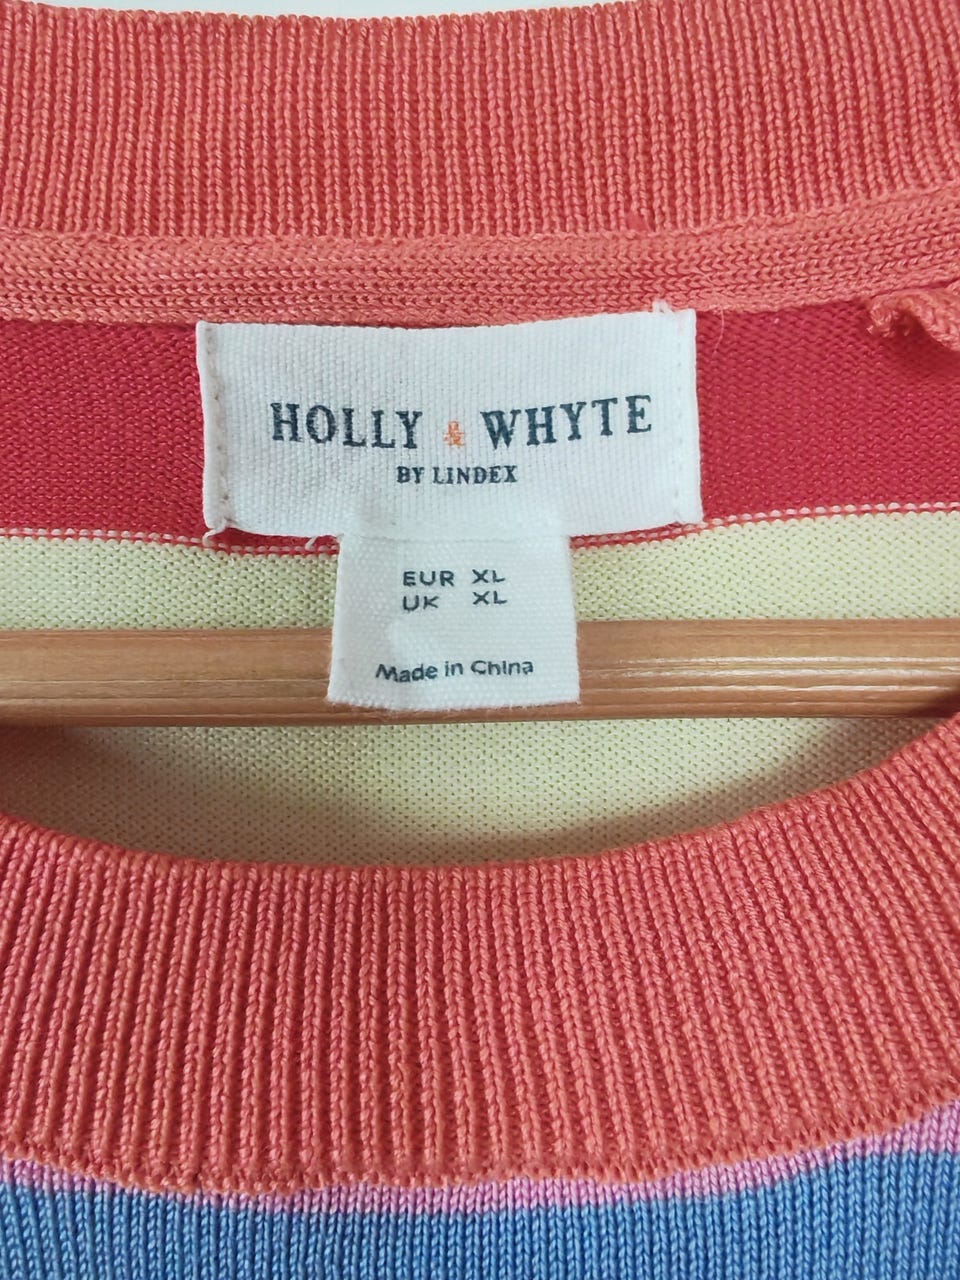 HOLLY & WHYTE
BY LINDEX
EUR XL
UK XL
Made in China